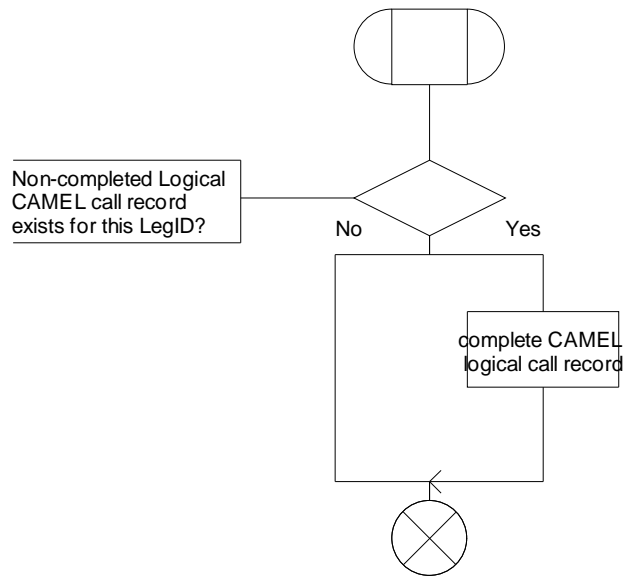 Non-completed Logical
CAMEL call record
exists for this LegID?
No
Yes
complete CAMEL
logical call record